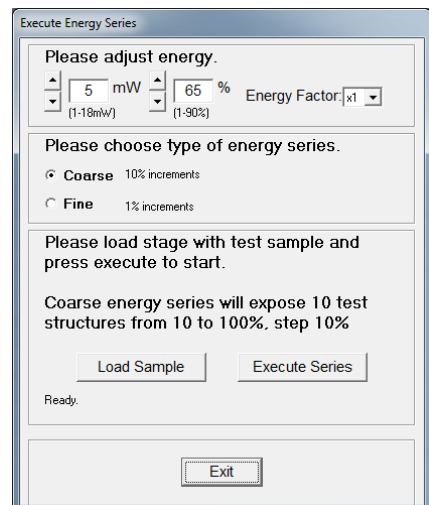 Execute Energy Series
Please adjust energy.
5 mW 65 % Energy Factor: x1
(1-18mW) (1-90%)
Please choose type of energy series.
Coarse 10% increments
Fine 1% increments
Please load stage with test sample and
press execute to start.
Coarse energy series will expose 10 test
structures from 10 to 100%, step 10%
Load Sample Execute Series
Ready.
Exit